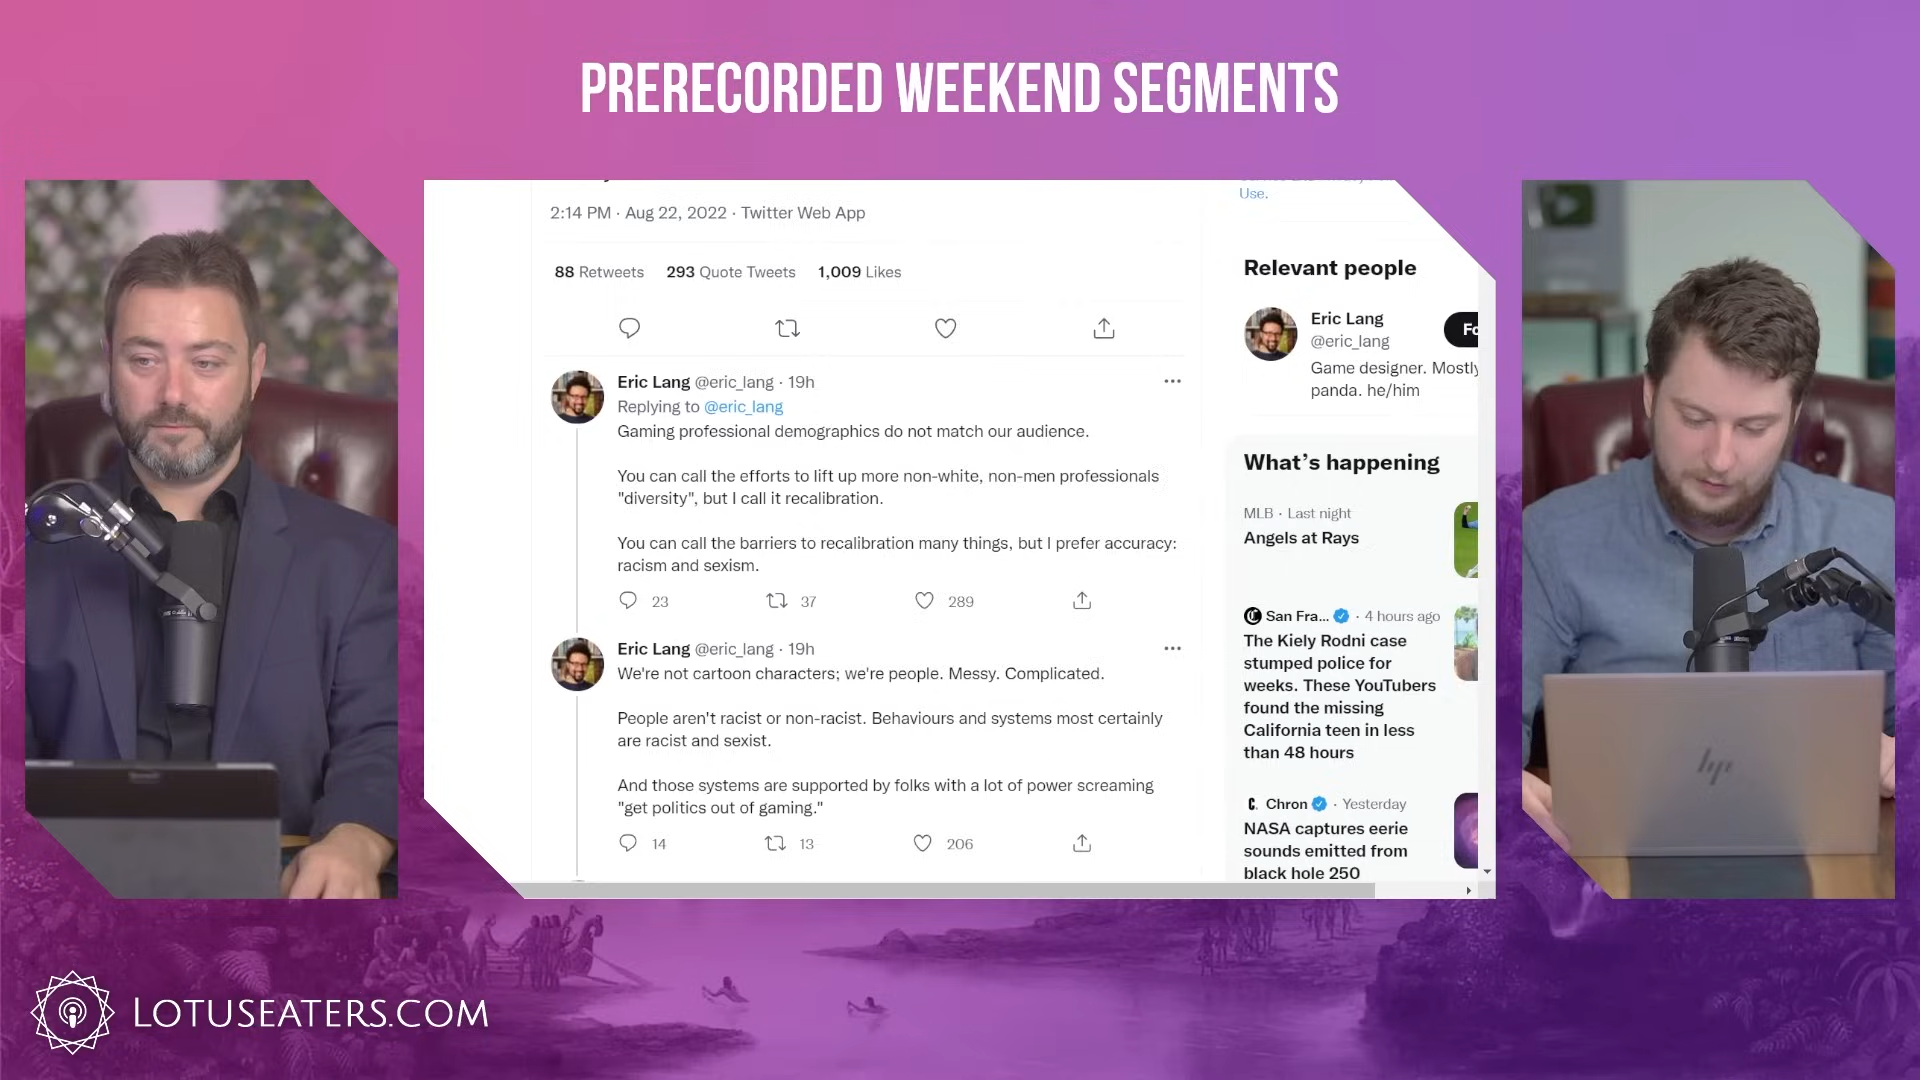 PRERECORDED WEEKEND SEGMENTS
2:14 PM · Aug 22, 2022 · Twitter Web App
88 Retweets 293 Quote Tweets 1,009 Likes
Eric Lang @eric_lang · 19h
Replying to @eric_lang
Gaming professional demographics do not match our audience.
You can call the efforts to lift up more non-white, non-men professionals
"diversity", but I call it recalibration.
You can call the barriers to recalibration many things, but I prefer accuracy:
racism and sexism.
23 37 289
Eric Lang @eric_lang · 19h
We're not cartoon characters; we're people. Messy. Complicated.
People aren't racist or non-racist. Behaviours and systems most certainly
are racist and sexist.
And those systems are supported by folks with a lot of power screaming
"get politics out of gaming."
14 13 206
Use.
Relevant people
Eric Lang
@eric_lang
Fo
Game designer. Mostly
panda. he/him
What's happening
MLB · Last night
Angels at Rays
San Fra... · 4 hours ago
The Kiely Rodni case
stumped police for
weeks. These YouTubers
found the missing
California teen in less
than 48 hours
C. Chron · Yesterday
NASA captures eerie
sounds emitted from
black hole 250
hp
LOTUSEATERS.COM